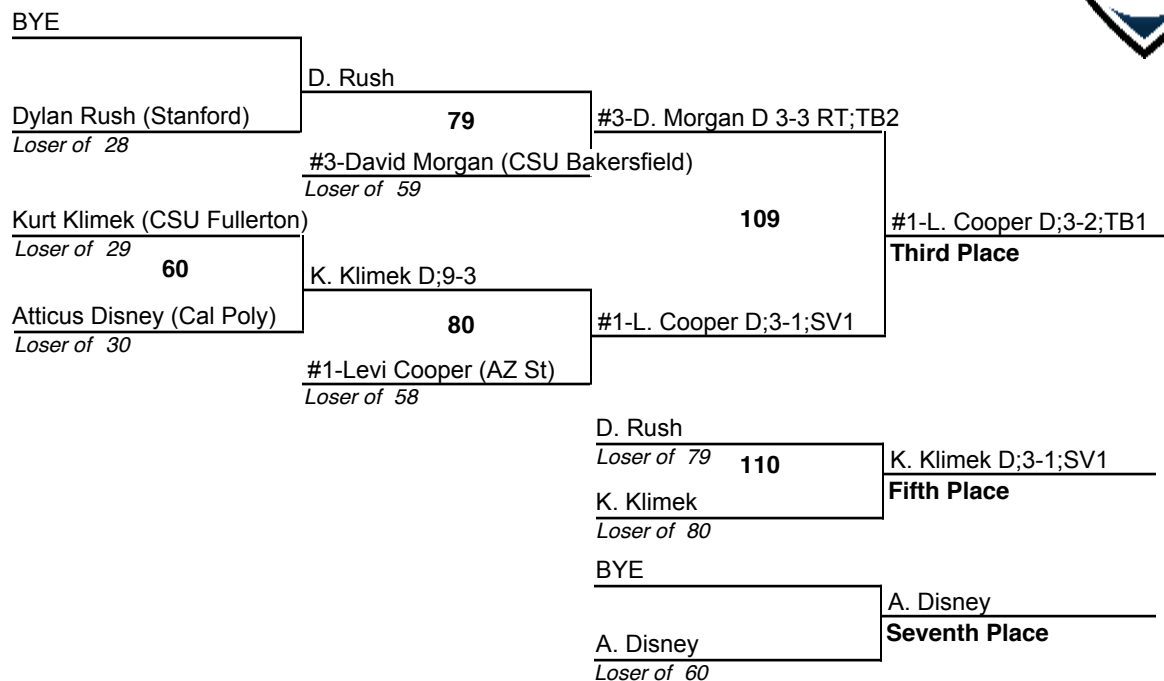 BYE
D. Rush
Dylan Rush (Stanford)
Loser of 28
79
#3-D. Morgan D 3-3 RT;TB2
#3-David Morgan (CSU Bakersfield)
Loser of 59
Kurt Klimek (CSU Fullerton)
Loser of 29
109
#1-L. Cooper D;3-2;TB1
Third Place
60
K. Klimek D;9-3
Atticus Disney (Cal Poly)
Loser of 30
80
#1-L. Cooper D;3-1;SV1
#1-Levi Cooper (AZ St)
Loser of 58
D. Rush
Loser of 79
110
K. Klimek D;3-1;SV1
Fifth Place
K. Klimek
Loser of 80
BYE
A. Disney
Seventh Place
A. Disney
Loser of 60